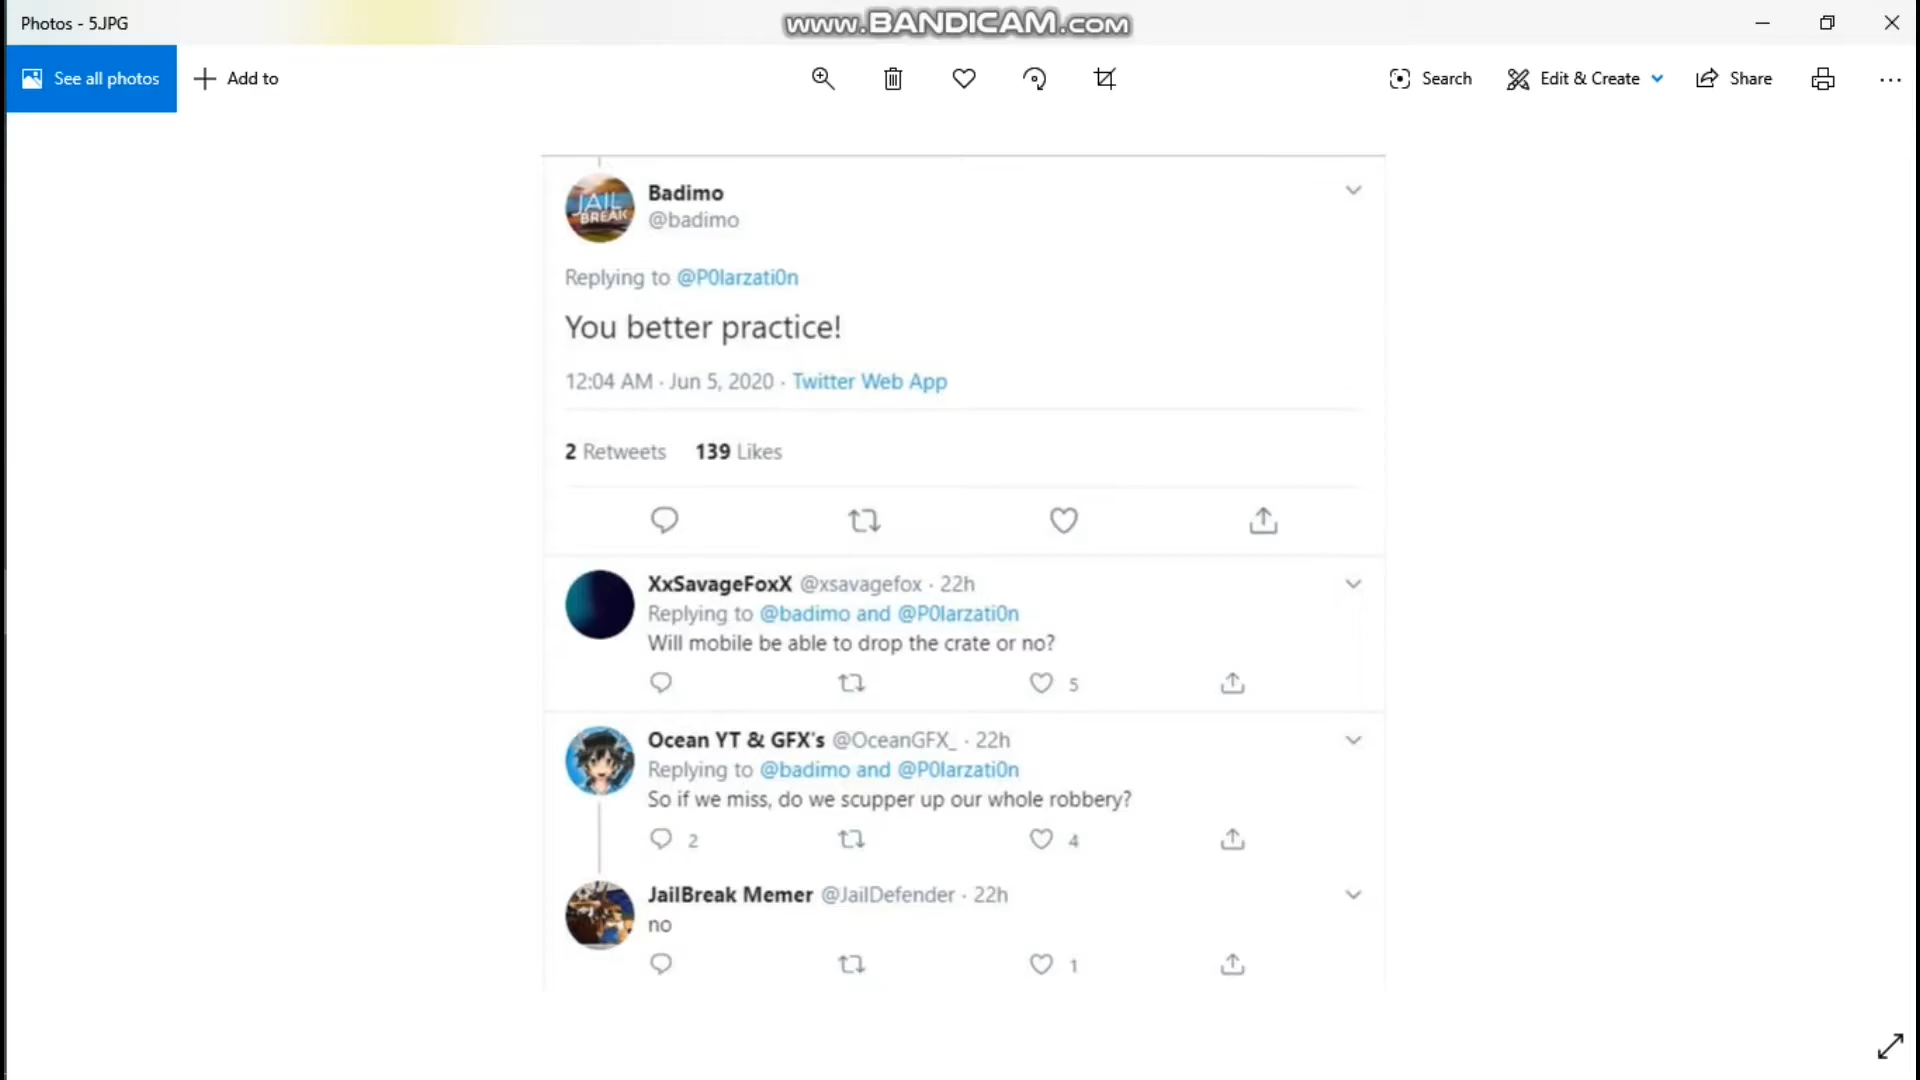 Photos - 5.JPG
www.BANDICAM.com
See all photos
Add to
Search
Edit & Create
Share
JAIL
BREAK
Badimo
@badimo
Replying to @P0larzati0n
You better practice!
12:04 AM · Jun 5, 2020 · Twitter Web App
2 Retweets 139 Likes
XxSavageFoxX @xsavagefox · 22h
Replying to @badimo and @P0larzati0n
Will mobile be able to drop the crate or no?
5
Ocean YT & GFX's @OceanGFX_ · 22h
Replying to @badimo and @P0larzati0n
So if we miss, do we scupper up our whole robbery?
2 4
JailBreak Memer @JailDefender · 22h
no
1